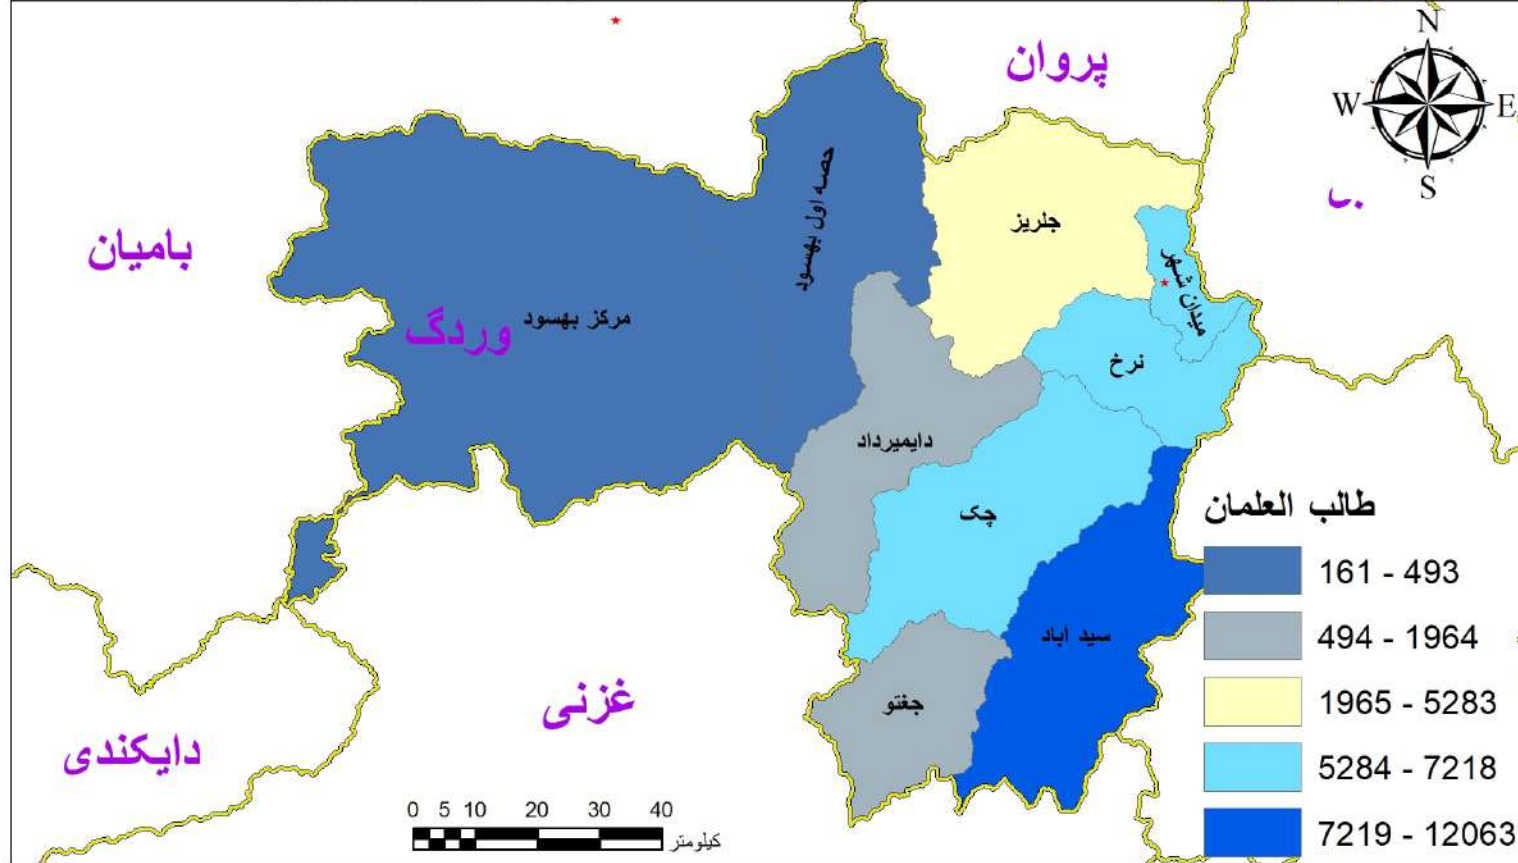 N
W
E
S
پروان
بامیان
وردگ
غزنی
دایکندی
حصه اول بهسود
مرکز بهسود
جلریز
میدان شهر
نرخ
دایمیرداد
چک
سید آباد
جغتو
طالب العلمان
161 - 493
494 - 1964
1965 - 5283
5284 - 7218
7219 - 12063
0 5 10 20 30 40
کیلومتر